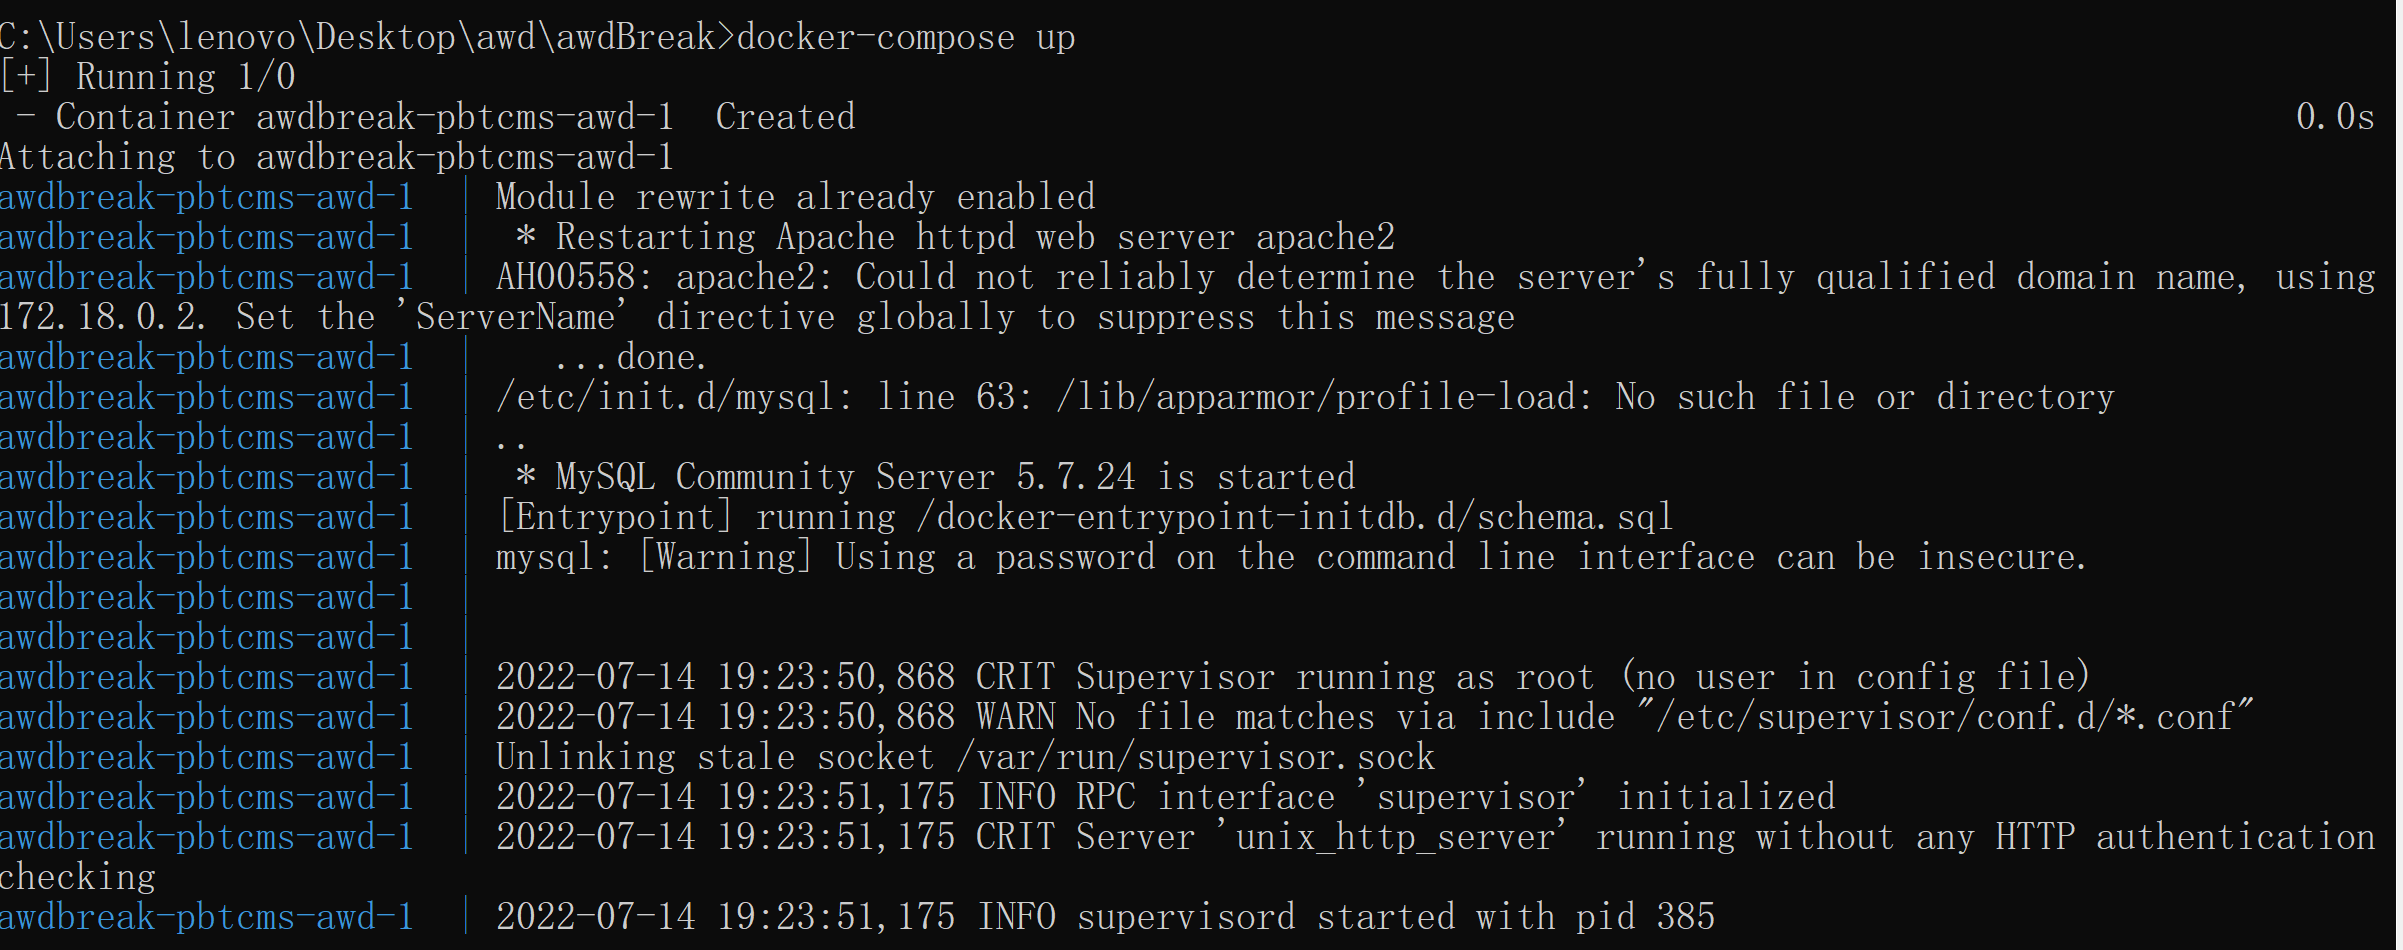 C:\Users\lenovo\Desktop\awd\awdBreak>docker-compose up
[+] Running 1/0
 - Container awdbreak-pbtcms-awd-1  Created                                                                        0.0s
Attaching to awdbreak-pbtcms-awd-1
awdbreak-pbtcms-awd-1  | Module rewrite already enabled
awdbreak-pbtcms-awd-1  |  * Restarting Apache httpd web server apache2
awdbreak-pbtcms-awd-1  | AH00558: apache2: Could not reliably determine the server's fully qualified domain name, using
172.18.0.2. Set the 'ServerName' directive globally to suppress this message
awdbreak-pbtcms-awd-1  |    ...done.
awdbreak-pbtcms-awd-1  | /etc/init.d/mysql: line 63: /lib/apparmor/profile-load: No such file or directory
awdbreak-pbtcms-awd-1  | ..
awdbreak-pbtcms-awd-1  |  * MySQL Community Server 5.7.24 is started
awdbreak-pbtcms-awd-1  | [Entrypoint] running /docker-entrypoint-initdb.d/schema.sql
awdbreak-pbtcms-awd-1  | mysql: [Warning] Using a password on the command line interface can be insecure.
awdbreak-pbtcms-awd-1  |
awdbreak-pbtcms-awd-1  |
awdbreak-pbtcms-awd-1  | 2022-07-14 19:23:50,868 CRIT Supervisor running as root (no user in config file)
awdbreak-pbtcms-awd-1  | 2022-07-14 19:23:50,868 WARN No file matches via include "/etc/supervisor/conf.d/*.conf"
awdbreak-pbtcms-awd-1  | Unlinking stale socket /var/run/supervisor.sock
awdbreak-pbtcms-awd-1  | 2022-07-14 19:23:51,175 INFO RPC interface 'supervisor' initialized
awdbreak-pbtcms-awd-1  | 2022-07-14 19:23:51,175 CRIT Server 'unix_http_server' running without any HTTP authentication
checking
awdbreak-pbtcms-awd-1  | 2022-07-14 19:23:51,175 INFO supervisord started with pid 385